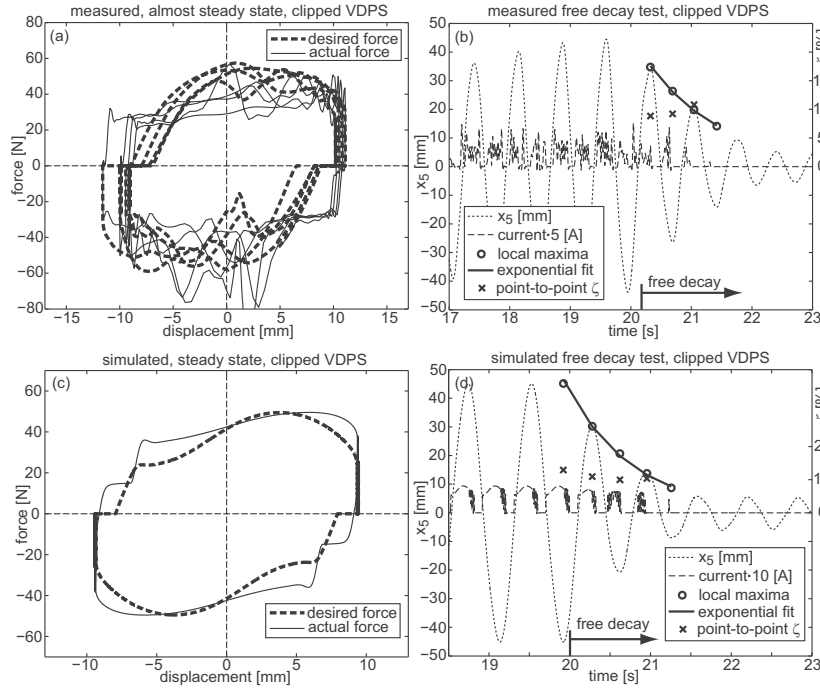 measured, almost steady state, clipped VDPS
(a)
desired force
actual force
80
60
40
20
0
-20
-40
-60
-80
force [N]
-15
-10
-5
0
5
10
15
displacement [mm]
measured free decay test, clipped VDPS
(b)
50
40
30
20
10
0
-10
-20
-30
-40
-50
x5 [mm]
x5 [mm]
current·5 [A]
local maxima
exponential fit
point-to-point ζ
free decay
17
18
19
20
21
22
23
time [s]
simulated, steady state, clipped VDPS
(c)
60
40
20
0
-20
-40
-60
force [N]
desired force
actual force
-10
-5
0
5
10
displacement [mm]
simulated free decay test, clipped VDPS
(d)
50
40
30
20
10
0
-10
-20
-30
-40
-50
x5 [mm]
x5 [mm]
current·10 [A]
local maxima
exponential fit
point-to-point ζ
free decay
19
20
21
22
23
time [s]